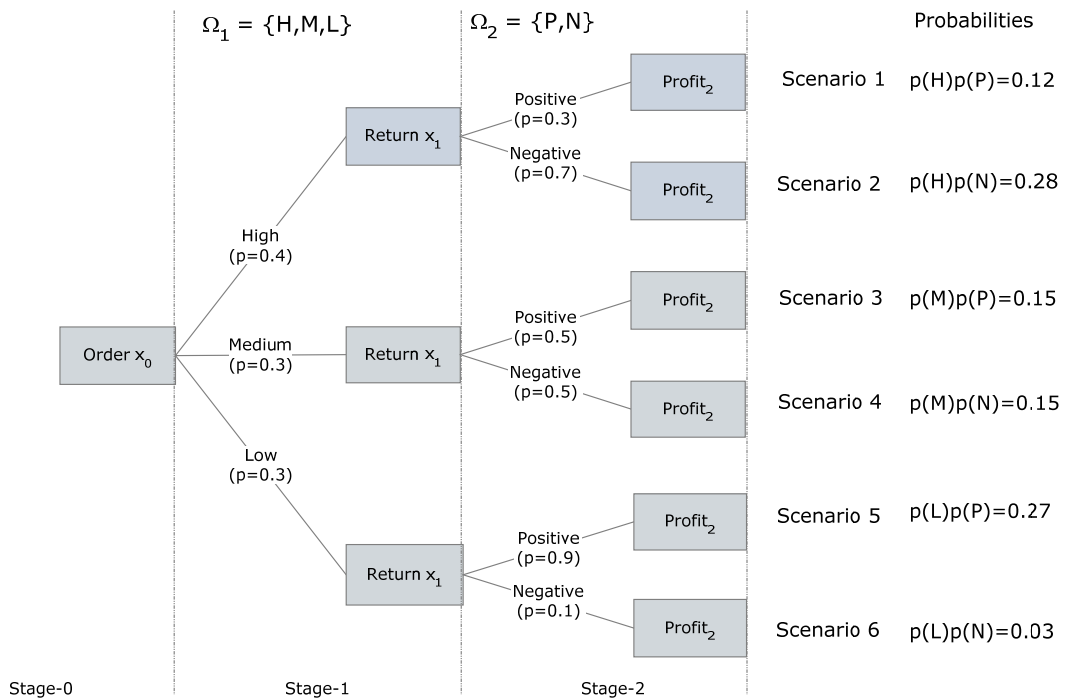 Ω1 = {H,M,L}
Ω2 = {P,N}
Probabilities
Profit2
Scenario 1
p(H)p(P)=0.12
Positive
(p=0.3)
Return x1
Negative
(p=0.7)
Profit2
Scenario 2
p(H)p(N)=0.28
High
(p=0.4)
Profit2
Scenario 3
p(M)p(P)=0.15
Positive
(p=0.5)
Order x0
Medium
(p=0.3)
Return x1
Negative
(p=0.5)
Profit2
Scenario 4
p(M)p(N)=0.15
Low
(p=0.3)
Profit2
Scenario 5
p(L)p(P)=0.27
Positive
(p=0.9)
Return x1
Negative
(p=0.1)
Profit2
Scenario 6
p(L)p(N)=0.03
Stage-0
Stage-1
Stage-2